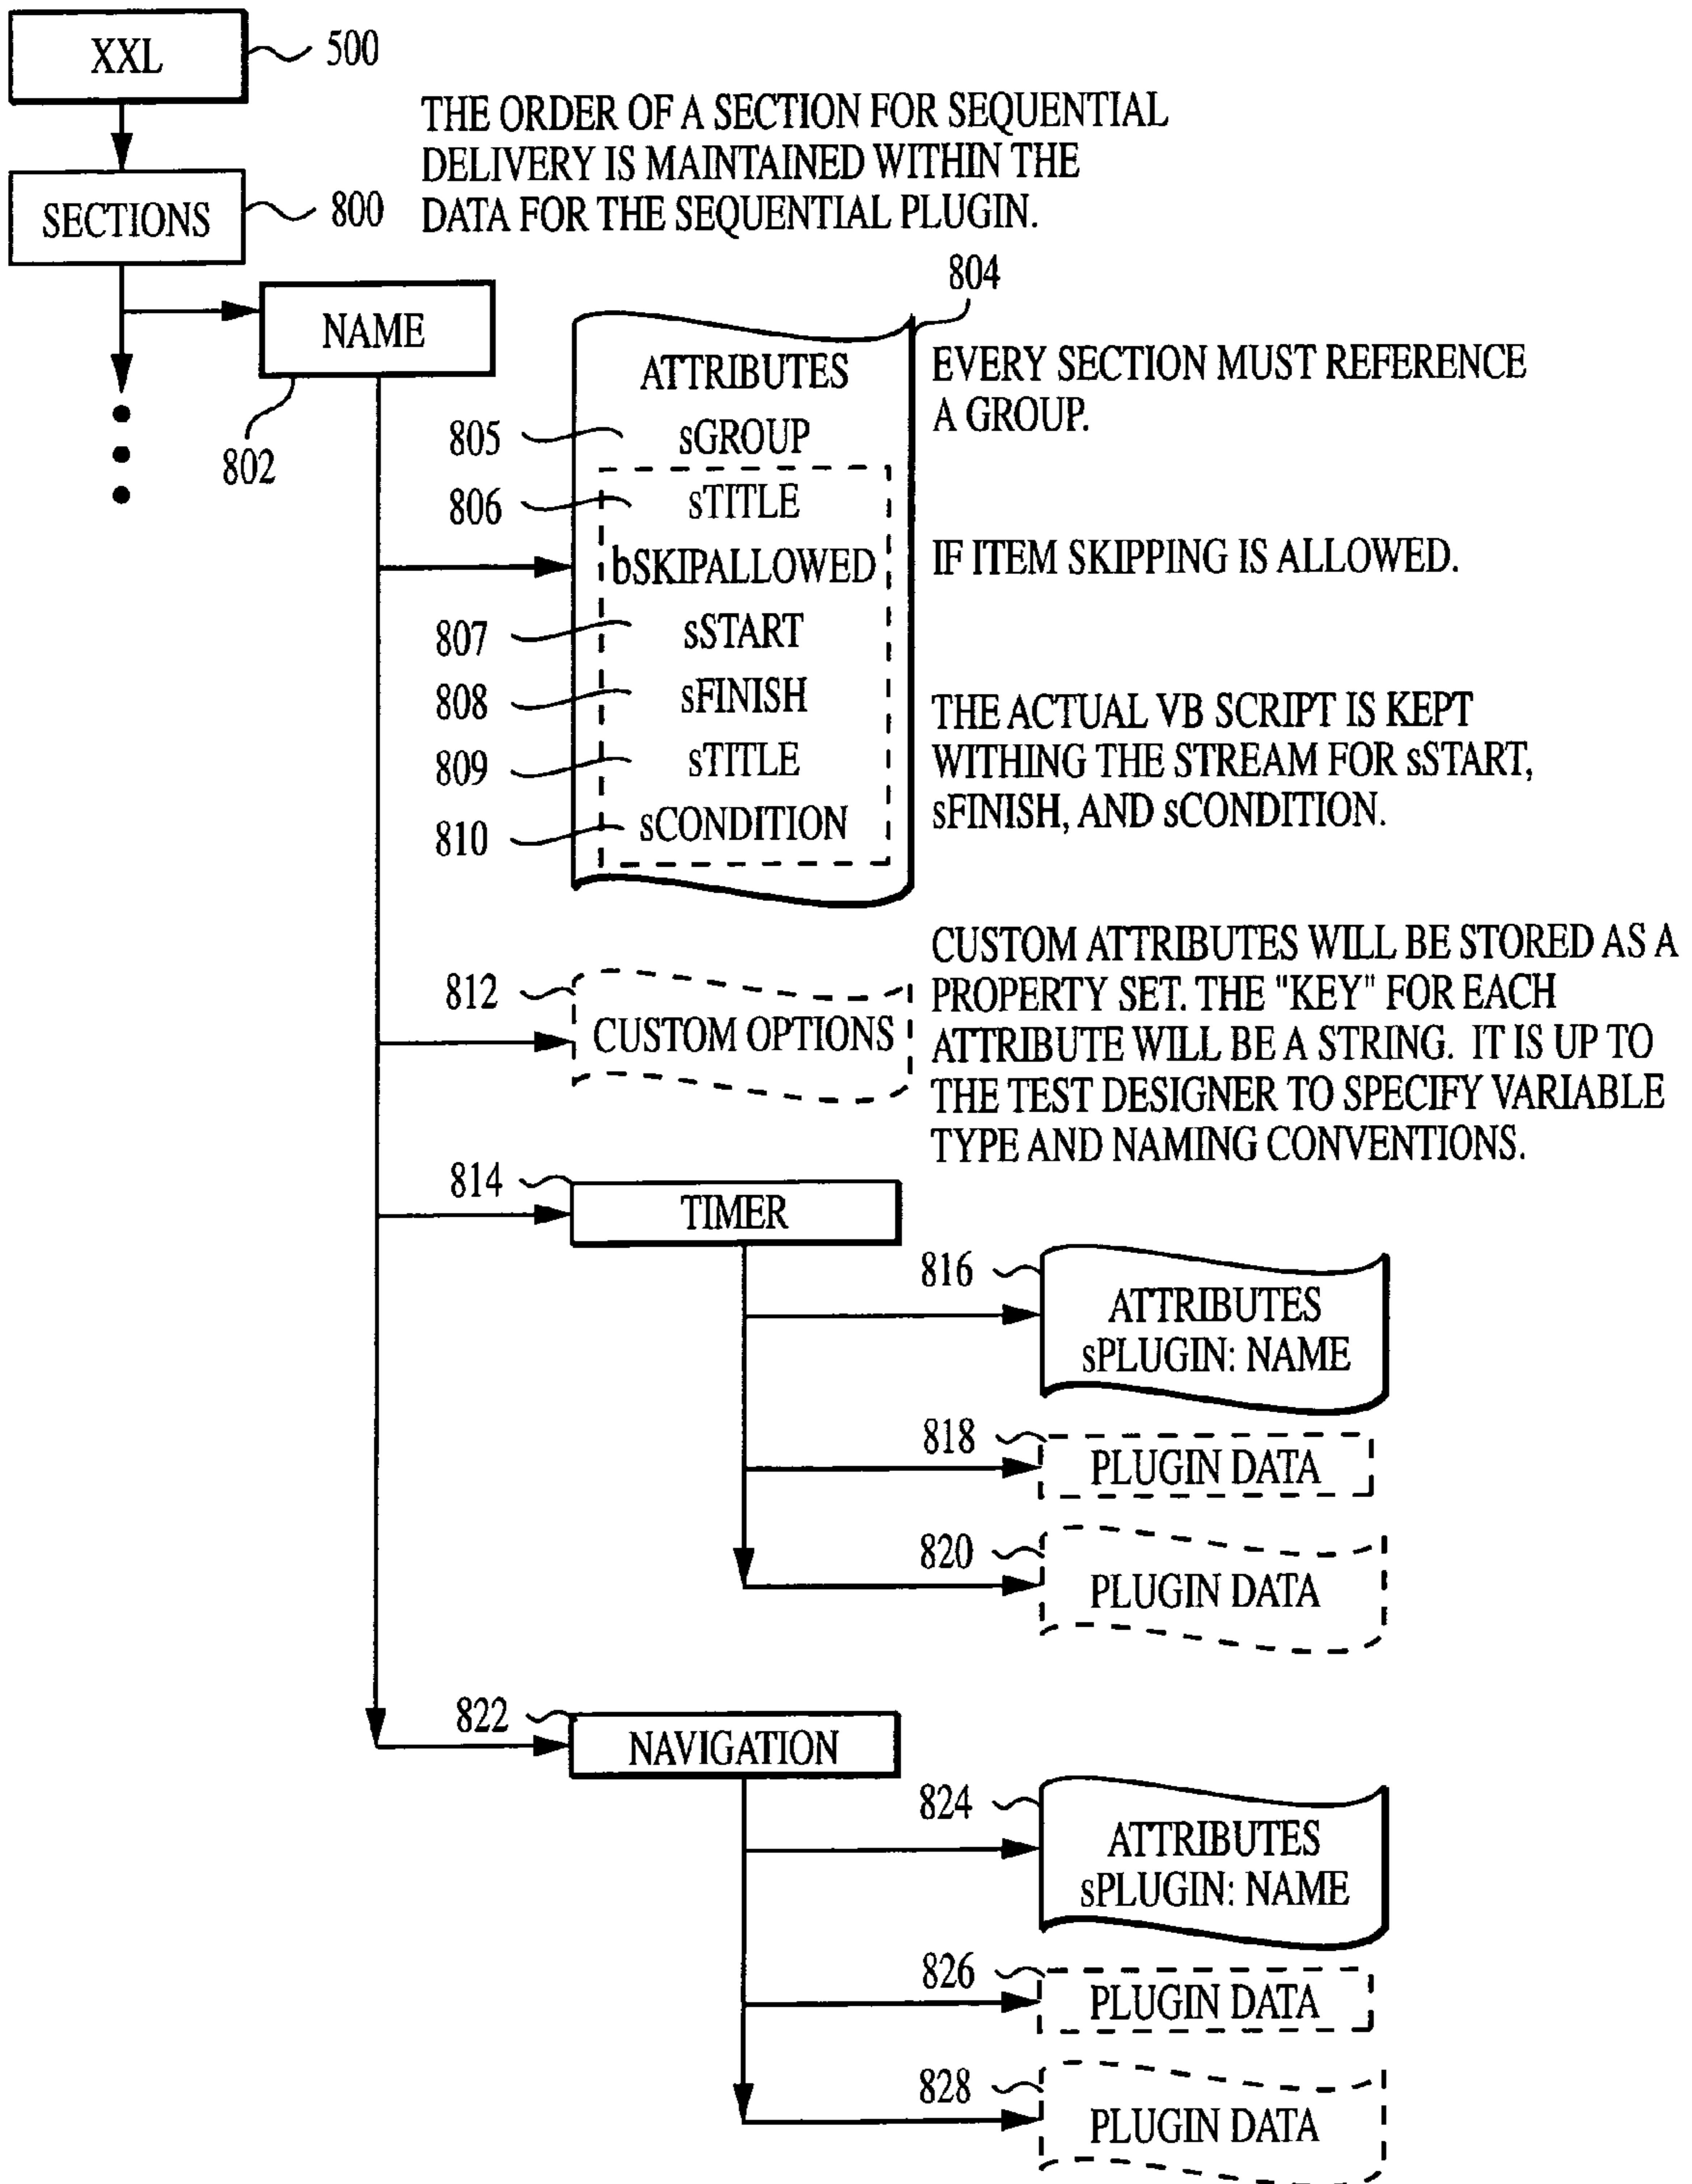 XXL
500
THE ORDER OF A SECTION FOR SEQUENTIAL
DELIVERY IS MAINTAINED WITHIN THE
DATA FOR THE SEQUENTIAL PLUGIN.
SECTIONS
800
NAME
802
804
ATTRIBUTES
EVERY SECTION MUST REFERENCE
A GROUP.
805
sGROUP
806
sTITLE
bSKIPALLOWED
IF ITEM SKIPPING IS ALLOWED.
807
sSTART
808
sFINISH
809
sTITLE
810
sCONDITION
THE ACTUAL VB SCRIPT IS KEPT
WITHING THE STREAM FOR sSTART,
sFINISH, AND sCONDITION.
812
CUSTOM OPTIONS
CUSTOM ATTRIBUTES WILL BE STORED AS A
PROPERTY SET. THE "KEY" FOR EACH
ATTRIBUTE WILL BE A STRING. IT IS UP TO
THE TEST DESIGNER TO SPECIFY VARIABLE
TYPE AND NAMING CONVENTIONS.
814
TIMER
816
ATTRIBUTES
sPLUGIN: NAME
818
PLUGIN DATA
820
PLUGIN DATA
822
NAVIGATION
824
ATTRIBUTES
sPLUGIN: NAME
826
PLUGIN DATA
828
PLUGIN DATA